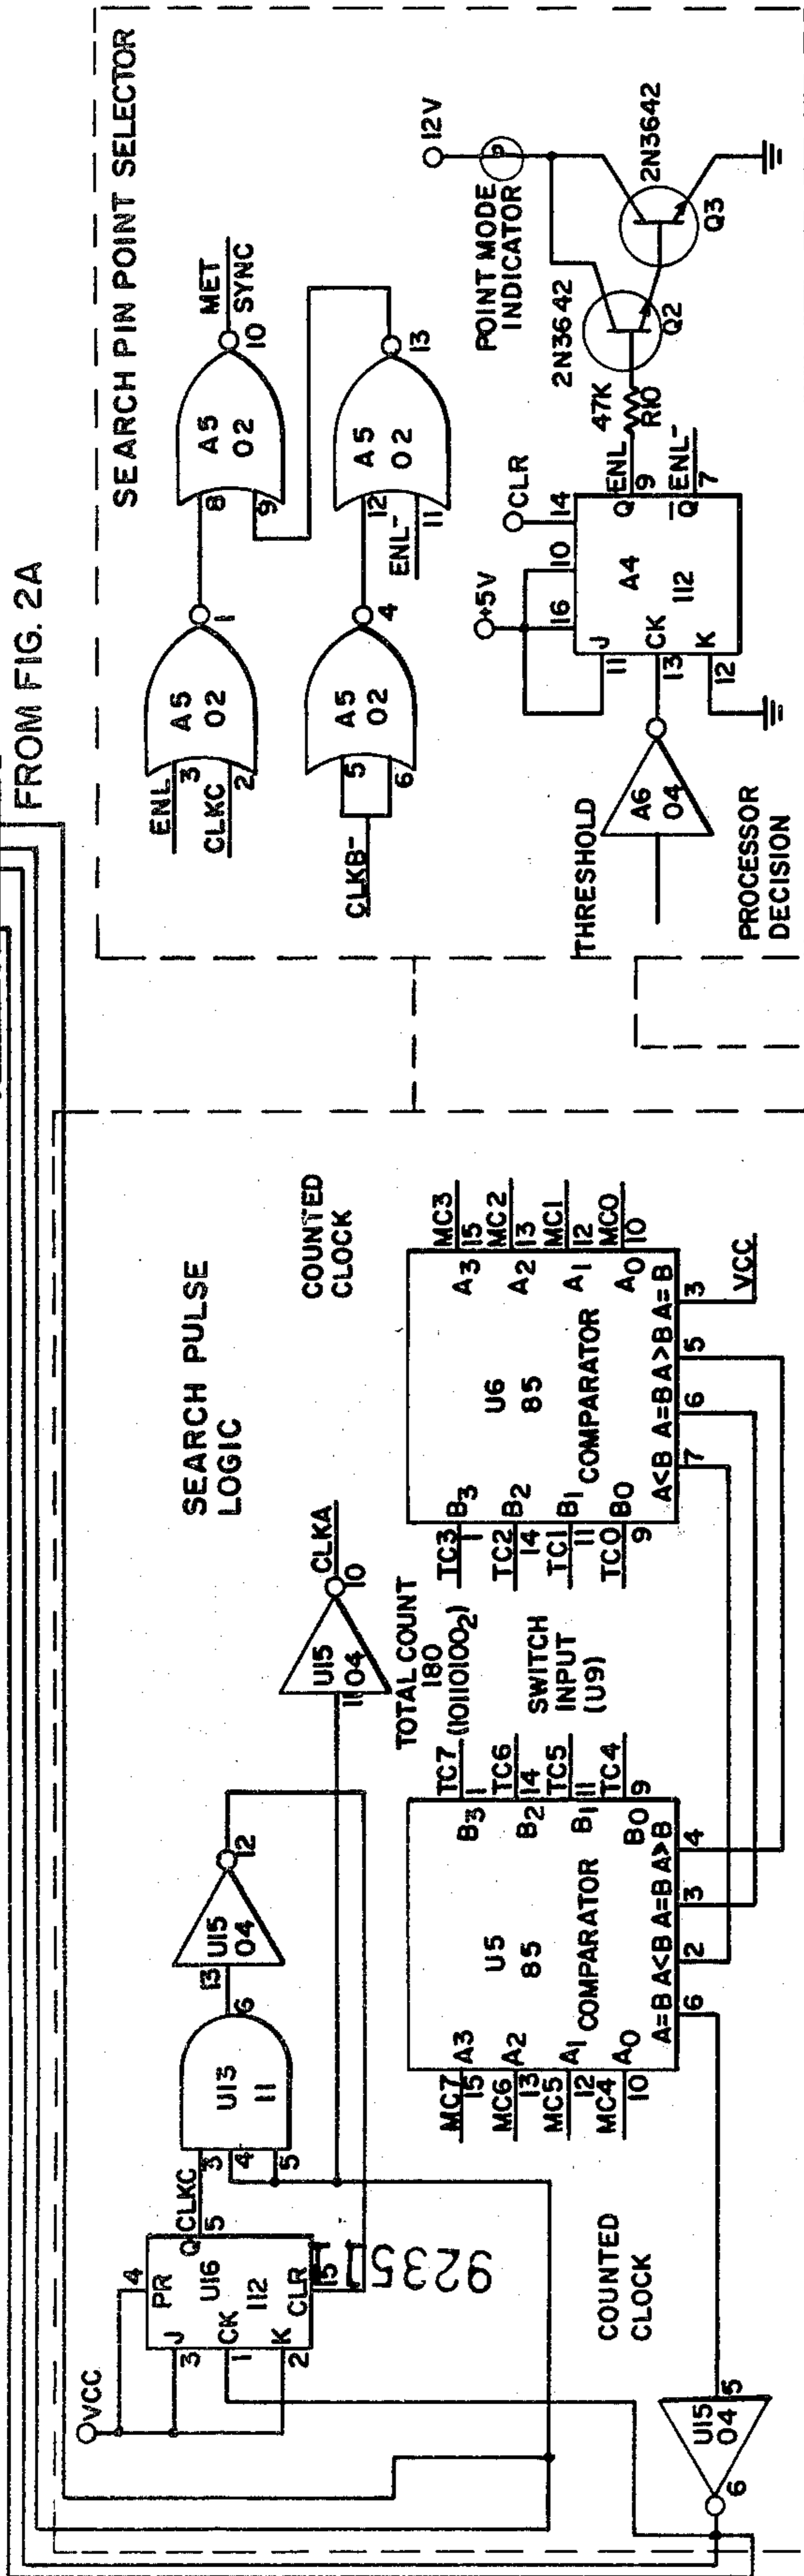 FROM FIG. 2A
SEARCH PIN POINT SELECTOR
ENL
3
CLKC
2
A5
02
1
8
9
A5
02
10
MET
SYNC
CLKB-
5
6
A5
02
4
12
ENL-
11
A5
02
13
THRESHOLD
A6
04
PROCESSOR
DECISION
+5V
CLR
16
10
14
J
11
CK
13
K
12
A4
112
Q
ENL
9
Q
ENL-
7
47K
R10
2N3642
Q2
POINT MODE
INDICATOR
12V
2N3642
Q3
SEARCH PULSE
LOGIC
COUNTED
CLOCK
VCC
4
PR
J
3
CK
1
K
2
U16
112
Q
CLKC
5
CLR
15
9235
3
4
5
U13
11
6
13
U15
04
12
11
U15
04
10
CLKA
TOTAL COUNT
180
(10110100₂)
SWITCH
INPUT
(U9)
COUNTED
CLOCK
MC7
15
A3
MC6
13
A2
MC5
12
A1
MC4
10
A0
U5
85
COMPARATOR
TC7
1
B3
TC6
14
B2
TC5
11
B1
TC4
9
B0
A=B A<B A=B A>B
6
2
3
4
TC3
1
B3
TC2
14
B2
TC1
11
B1
TC0
9
B0
U6
85
COMPARATOR
MC3
15
A3
MC2
13
A2
MC1
12
A1
MC0
10
A0
A<B A=B A>B A=B
7
6
5
3
VCC
U15
04
5
6